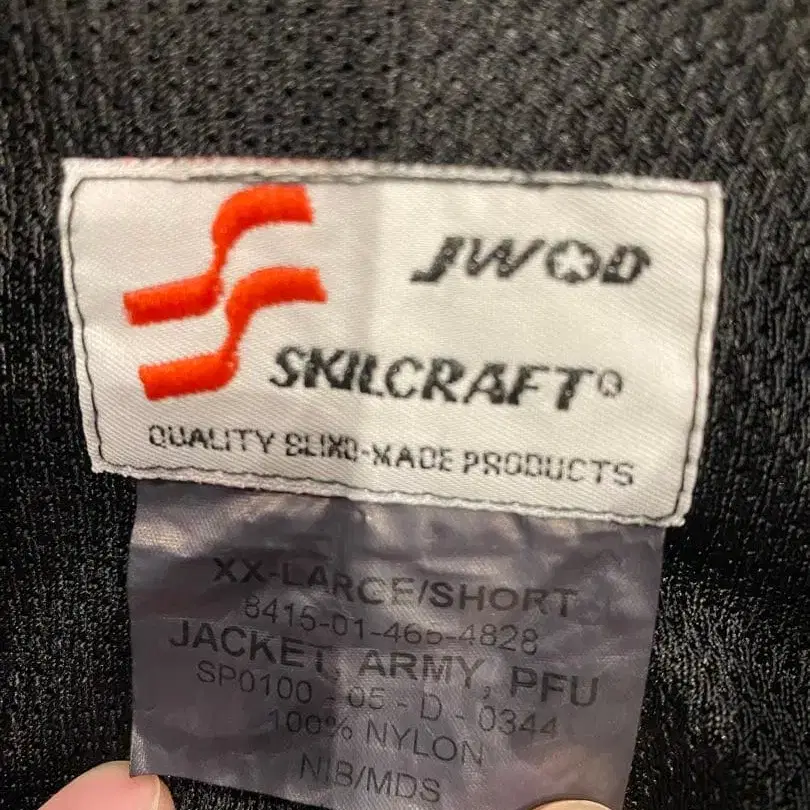 JWOD
SKILCRAFT®
QUALITY BLIND-MADE PRODUCTS
XX-LARGE/SHORT
8415-01-465-4828
JACKET, ARMY, PFU
SP0100 - 05 - D - 0344
100% NYLON
NIB/MDS